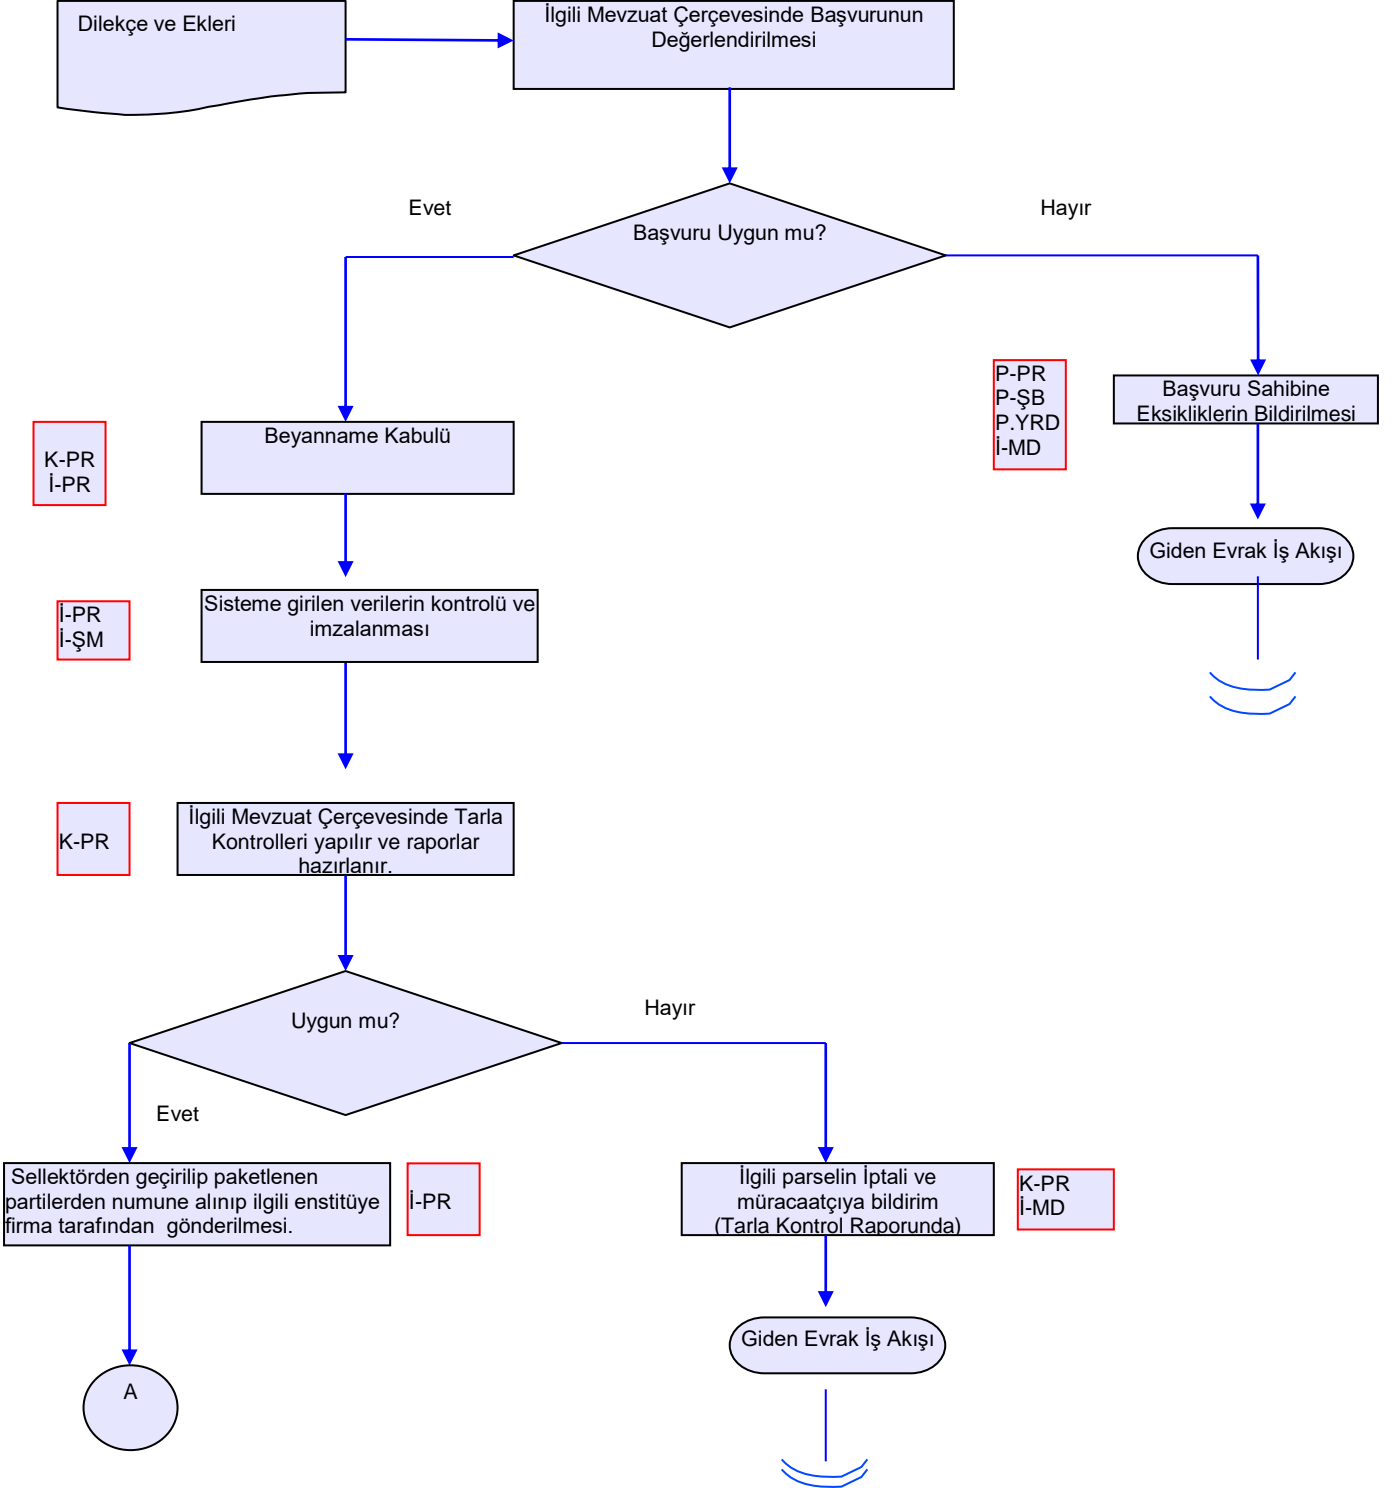 Dilekçe ve Ekleri
İlgili Mevzuat Çerçevesinde Başvurunun
Değerlendirilmesi
Evet
Hayır
Başvuru Uygun mu?
P-PR
P-ŞB
P.YRD
İ-MD
Başvuru Sahibine
Eksikliklerin Bildirilmesi
K-PR
İ-PR
Beyanname Kabulü
Giden Evrak İş Akışı
İ-PR
İ-ŞM
Sisteme girilen verilerin kontrolü ve
imzalanması
K-PR
İlgili Mevzuat Çerçevesinde Tarla
Kontrolleri yapılır ve raporlar
hazırlanır.
Uygun mu?
Hayır
Evet
Sellektörden geçirilip paketlenen
partilerden numune alınıp ilgili enstitüye
firma tarafından  gönderilmesi.
İ-PR
İlgili parselin İptali ve
müracaatçıya bildirim
(Tarla Kontrol Raporunda)
K-PR
İ-MD
Giden Evrak İş Akışı
A